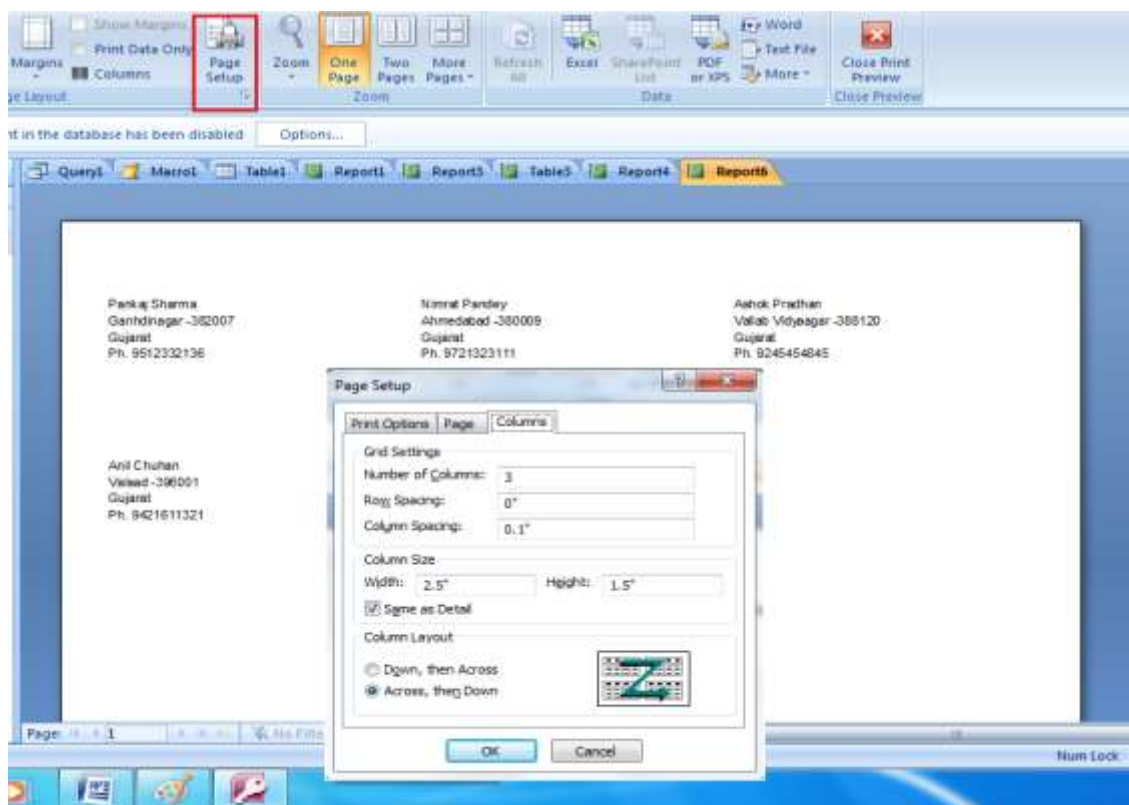 Margins
Show Margins
Print Data Only
Columns
Page Setup
Zoom
One Page
Two Pages
More Pages
Refresh All
Excel
SharePoint List
PDF or XPS
Word
Text File
More
Close Print Preview
ge Layout
Zoom
Data
Close Preview
nt in the database has been disabled
Options...
Query1
Macro1
Table1
Report1
Report3
Table3
Report4
Report6
Pankaj Sharma
Ganhdinagar -382007
Gujarat
Ph. 9512332136
Nimrat Pandey
Ahmedabad -380009
Gujarat
Ph. 9721323111
Ashok Pradhan
Vallab Vidyanagar -388120
Gujarat
Ph. 9245454845
Anil Chuhan
Valsad -396001
Gujarat
Ph. 9421611321
Page Setup
Print Options
Page
Columns
Grid Settings
Number of Columns: 3
Row Spacing: 0"
Column Spacing: 0.1"
Column Size
Width: 2.5"
Height: 1.5"
Same as Detail
Column Layout
Down, then Across
Across, then Down
OK
Cancel
Page: 1
No Filte
Num Lock